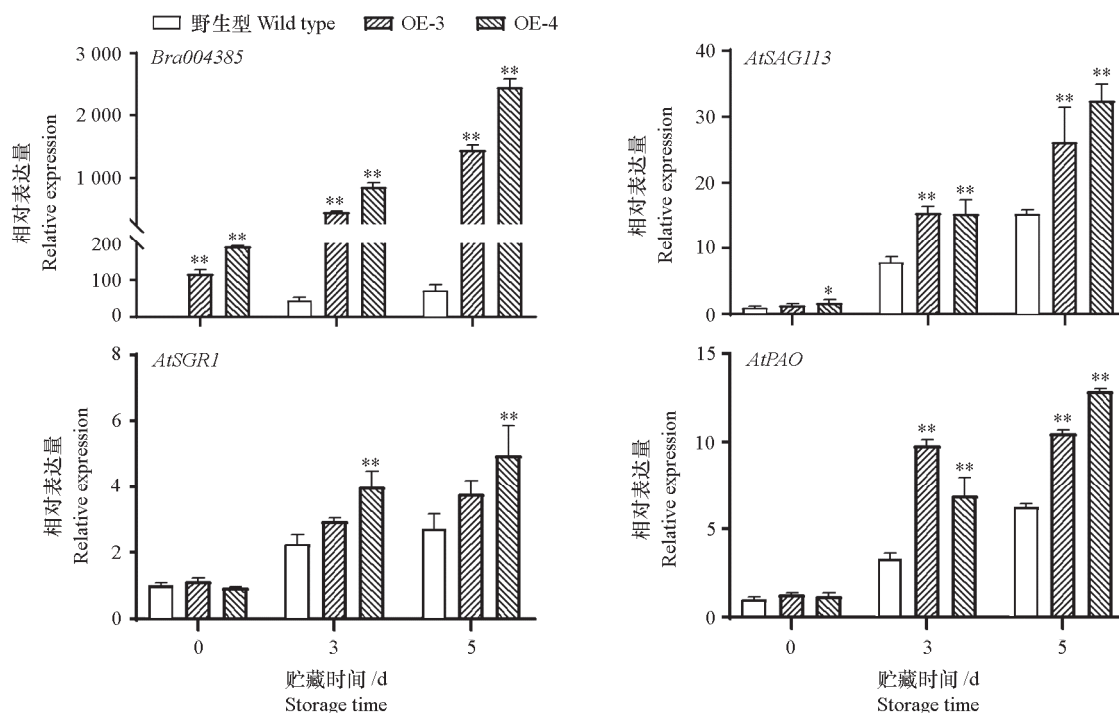 野生型 Wild type OE-3 OE-4
Bra004385
3 000
2 000
1 000
200
100
0
**
**
**
**
**
**
相对表达量
Relative expression
AtSAG113
40
30
20
10
0
*
**
**
**
**
相对表达量
Relative expression
AtSGR1
8
6
4
2
0
**
**
相对表达量
Relative expression
0 3 5
贮藏时间 /d
Storage time
AtPAO
15
10
5
0
**
**
**
**
相对表达量
Relative expression
0 3 5
贮藏时间 /d
Storage time